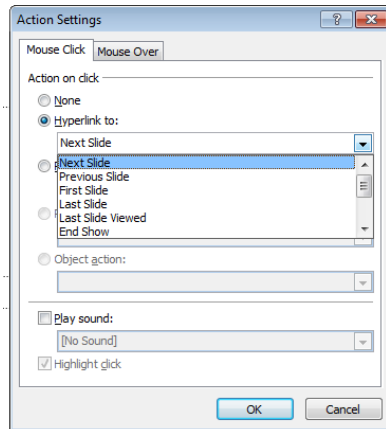 Action Settings
Mouse Click Mouse Over
Action on click
None
Hyperlink to:
Next Slide
Next Slide
Previous Slide
First Slide
Last Slide
Last Slide Viewed
End Show
Object action:
Play sound:
[No Sound]
Highlight click
OK Cancel